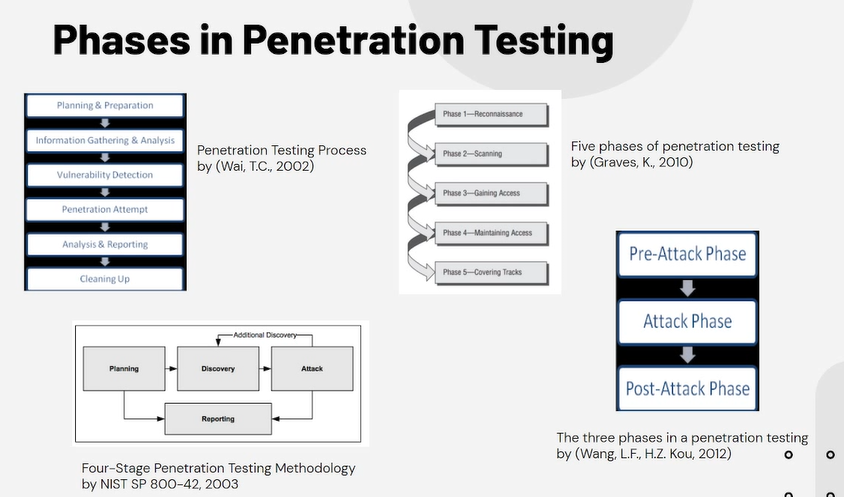 Phases in Penetration Testing
Planning & Preparation
Information Gathering & Analysis
Vulnerability Detection
Penetration Attempt
Analysis & Reporting
Cleaning Up
Penetration Testing Process
by (Wai, T.C., 2002)
Phase 1—Reconnaissance
Phase 2—Scanning
Phase 3—Gaining Access
Phase 4—Maintaining Access
Phase 5—Covering Tracks
Five phases of penetration testing
by (Graves, K., 2010)
Additional Discovery
Planning
Discovery
Attack
Reporting
Four-Stage Penetration Testing Methodology
by NIST SP 800-42, 2003
Pre-Attack Phase
Attack Phase
Post-Attack Phase
The three phases in a penetration testing
by (Wang, L.F., H.Z. Kou, 2012)